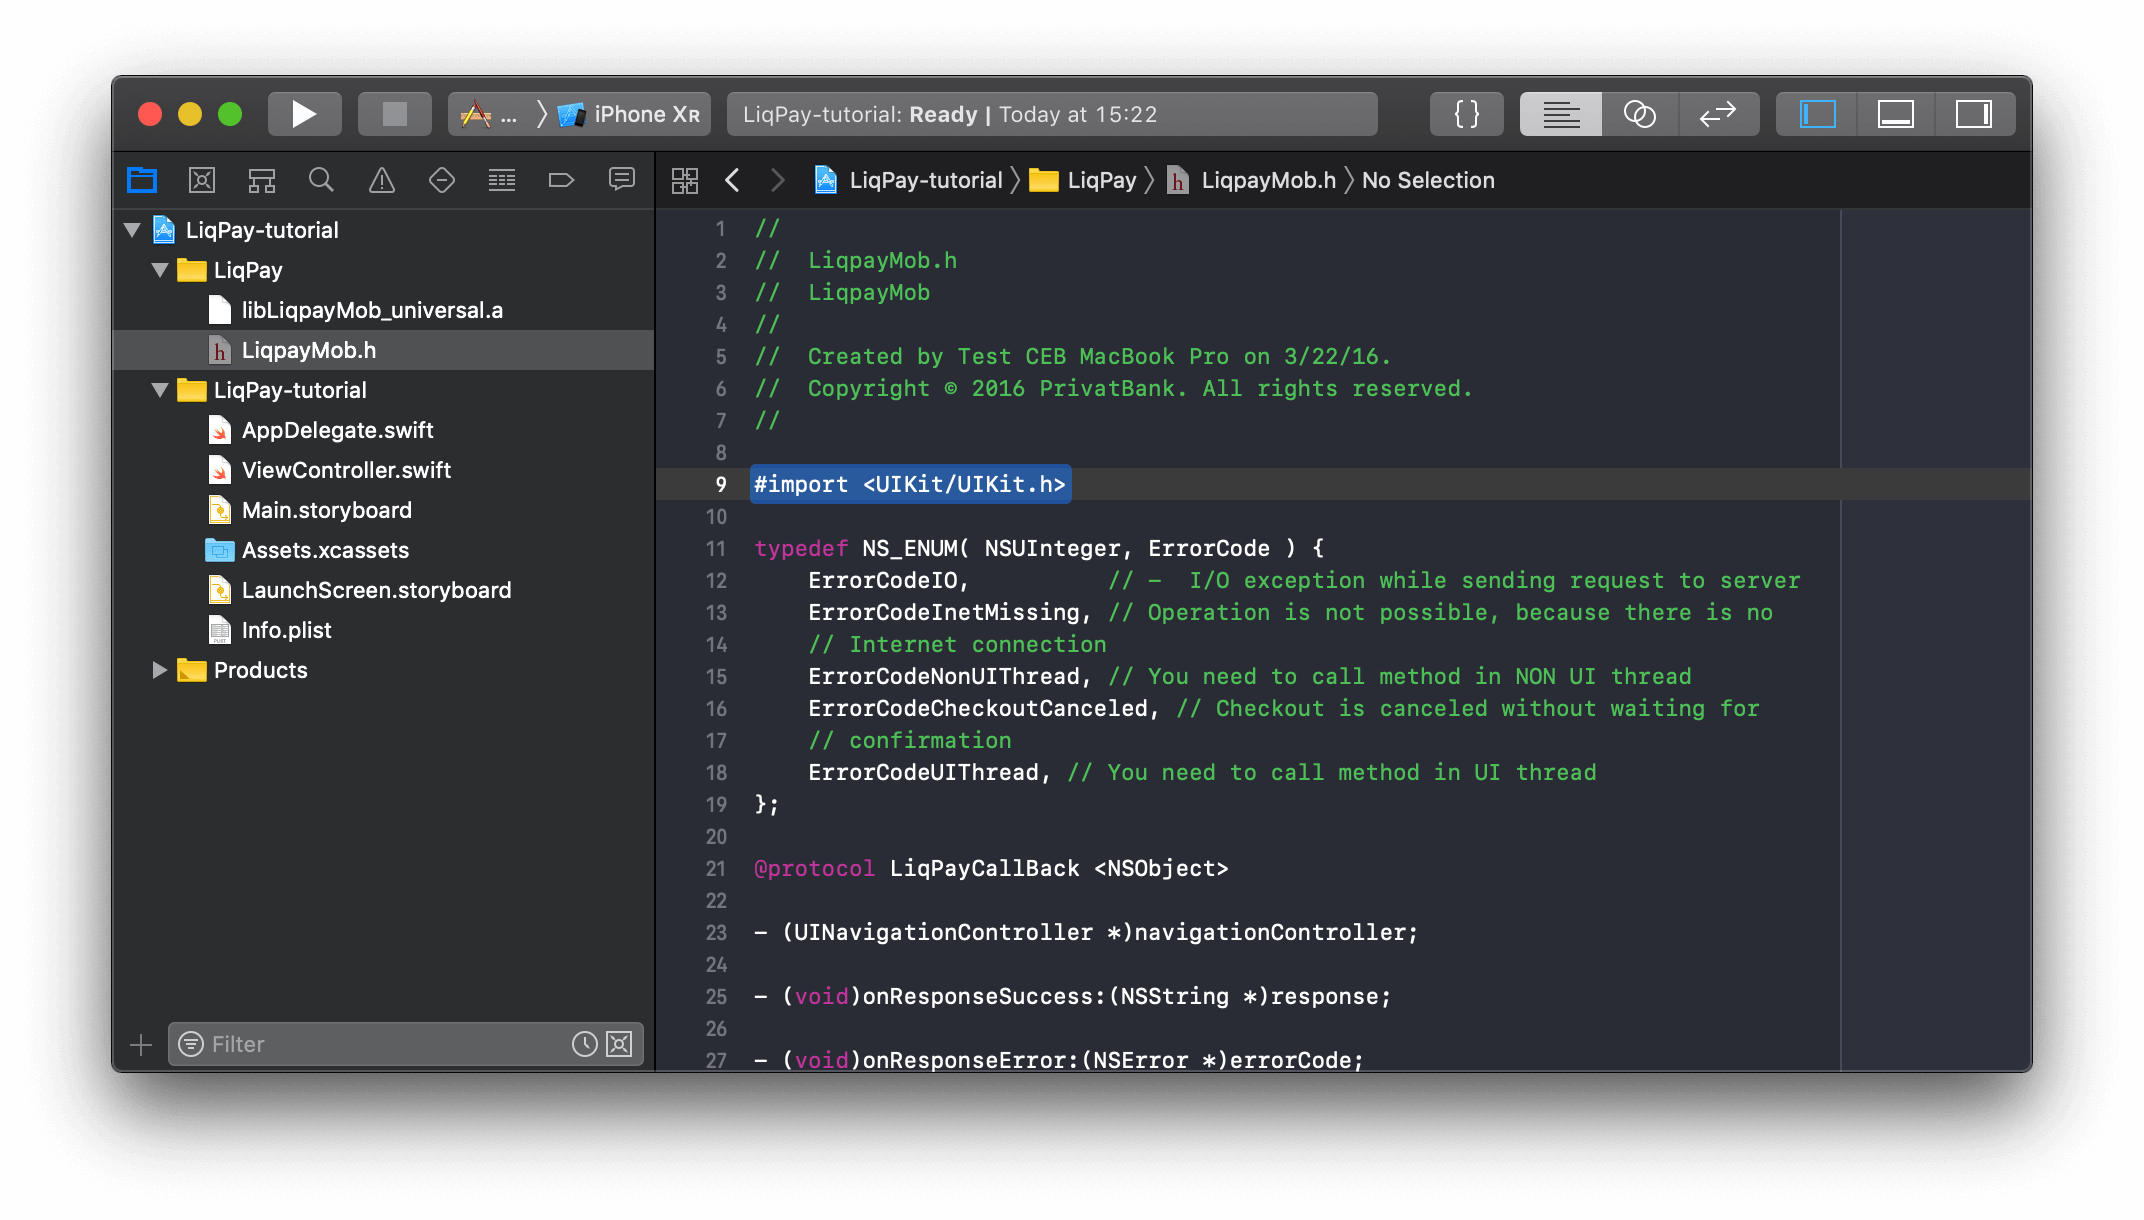 ... iPhone XR
LiqPay-tutorial: Ready | Today at 15:22
{ }
LiqPay-tutorial LiqPay h LiqpayMob.h No Selection
LiqPay-tutorial
LiqPay
libLiqpayMob_universal.a
h LiqpayMob.h
LiqPay-tutorial
AppDelegate.swift
ViewController.swift
Main.storyboard
Assets.xcassets
LaunchScreen.storyboard
PLIST Info.plist
Products
Filter
1 //
2 //  LiqpayMob.h
3 //  LiqpayMob
4 //
5 //  Created by Test CEB MacBook Pro on 3/22/16.
6 //  Copyright © 2016 PrivatBank. All rights reserved.
7 //
8
9 #import <UIKit/UIKit.h>
10
11 typedef NS_ENUM( NSUInteger, ErrorCode ) {
12     ErrorCodeIO,          // –  I/O exception while sending request to server
13     ErrorCodeInetMissing, // Operation is not possible, because there is no
14     // Internet connection
15     ErrorCodeNonUIThread, // You need to call method in NON UI thread
16     ErrorCodeCheckoutCanceled, // Checkout is canceled without waiting for
17     // confirmation
18     ErrorCodeUIThread, // You need to call method in UI thread
19 };
20
21 @protocol LiqPayCallBack <NSObject>
22
23 - (UINavigationController *)navigationController;
24
25 - (void)onResponseSuccess:(NSString *)response;
26
27 - (void)onResponseError:(NSError *)errorCode;